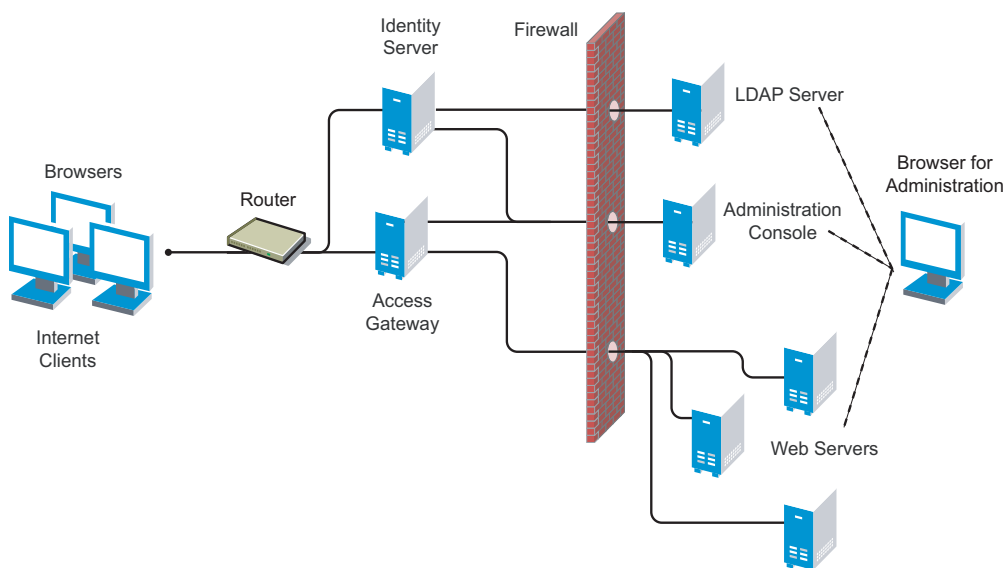 Identity
Server
Firewall
LDAP Server
Browsers
Router
Browser for
Administration
Administration
Console
Access
Gateway
Internet
Clients
Web Servers